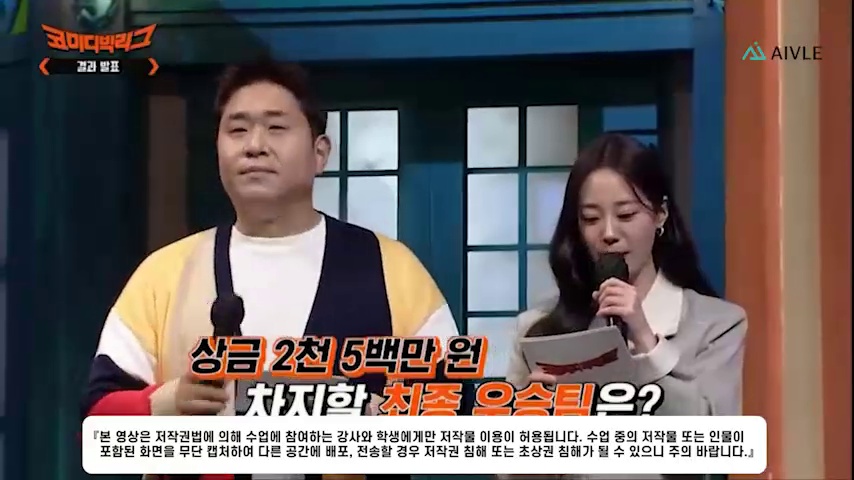 코미디빅리그
결과 발표
AIVLE
상금 2천 5백만 원
차지할 최종 우승팀은?
『본 영상은 저작권법에 의해 수업에 참여하는 강사와 학생에게만 저작물 이용이 허용됩니다. 수업 중의 저작물 또는 인물이
포함된 화면을 무단 캡처하여 다른 공간에 배포, 전송할 경우 저작권 침해 또는 초상권 침해가 될 수 있으니 주의 바랍니다.』